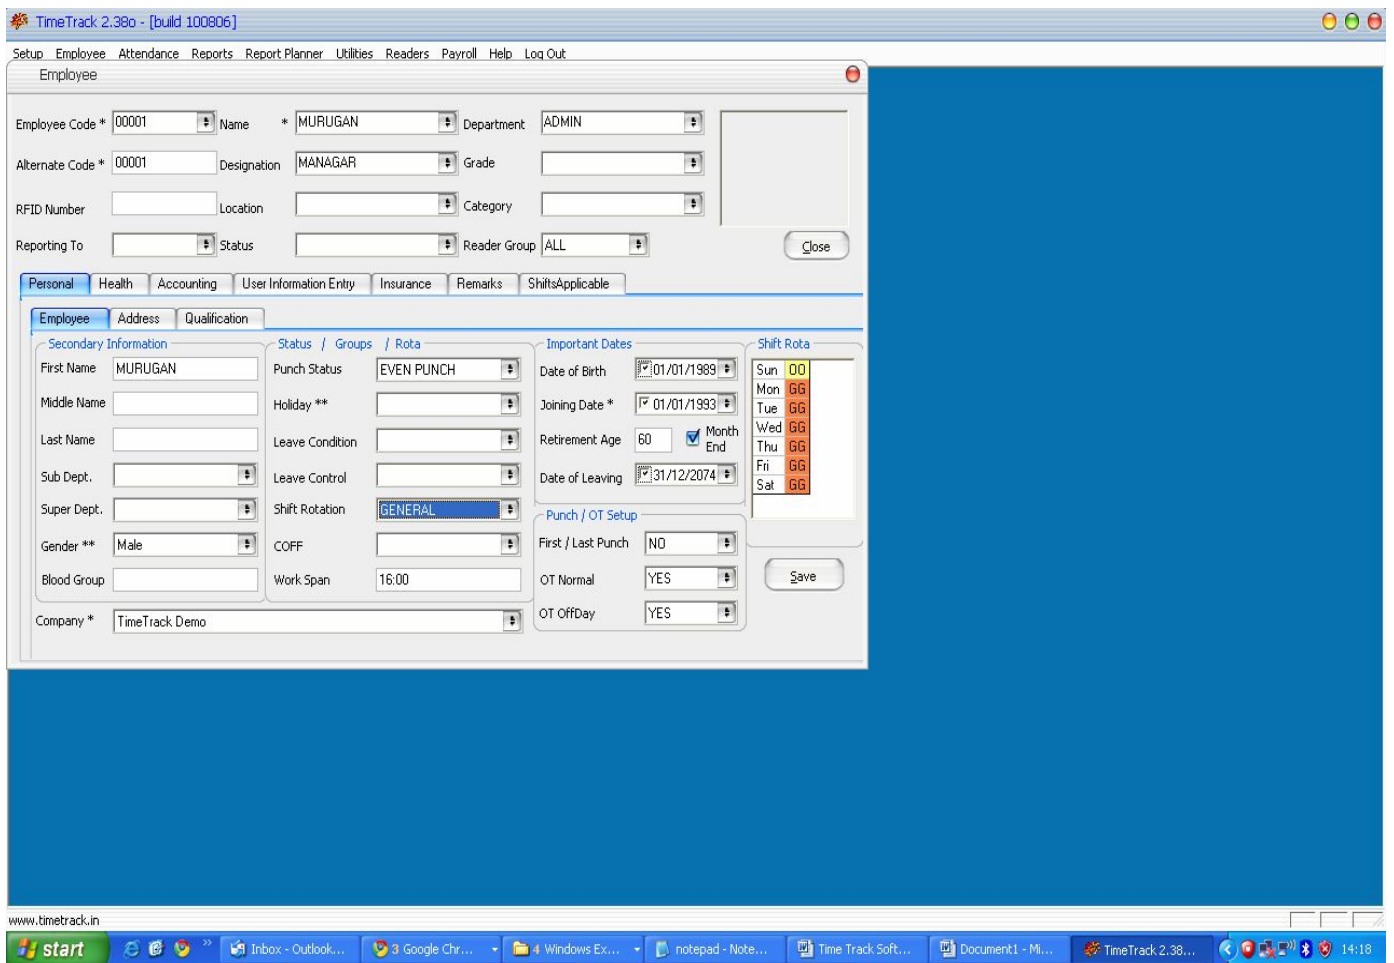 TimeTrack 2.38o - [build 100806]
Setup Employee Attendance Reports Report Planner Utilities Readers Payroll Help Log Out
Employee
Employee Code * 00001 Name * MURUGAN Department ADMIN
Alternate Code * 00001 Designation MANAGAR Grade
RFID Number Location Category
Reporting To Status Reader Group ALL Close
Personal Health Accounting User Information Entry Insurance Remarks ShiftsApplicable
Employee Address Qualification
Secondary Information Status / Groups / Rota Important Dates Shift Rota
First Name MURUGAN Punch Status EVEN PUNCH Date of Birth 01/01/1989 Sun OO
Mon GG
Middle Name Holiday ** Joining Date * 01/01/1993 Tue GG
Wed GG
Last Name Leave Condition Retirement Age 60 Month End Thu GG
Fri GG
Sub Dept. Leave Control Date of Leaving 31/12/2074 Sat GG
Super Dept. Shift Rotation GENERAL Punch / OT Setup
Gender ** Male COFF First / Last Punch NO
Blood Group Work Span 16:00 OT Normal YES Save
Company * TimeTrack Demo OT OffDay YES
www.timetrack.in
start Inbox - Outlook... 3 Google Chr... 4 Windows Ex... notepad - Note... Time Track Soft... Document1 - Mi... TimeTrack 2.38... 14:18